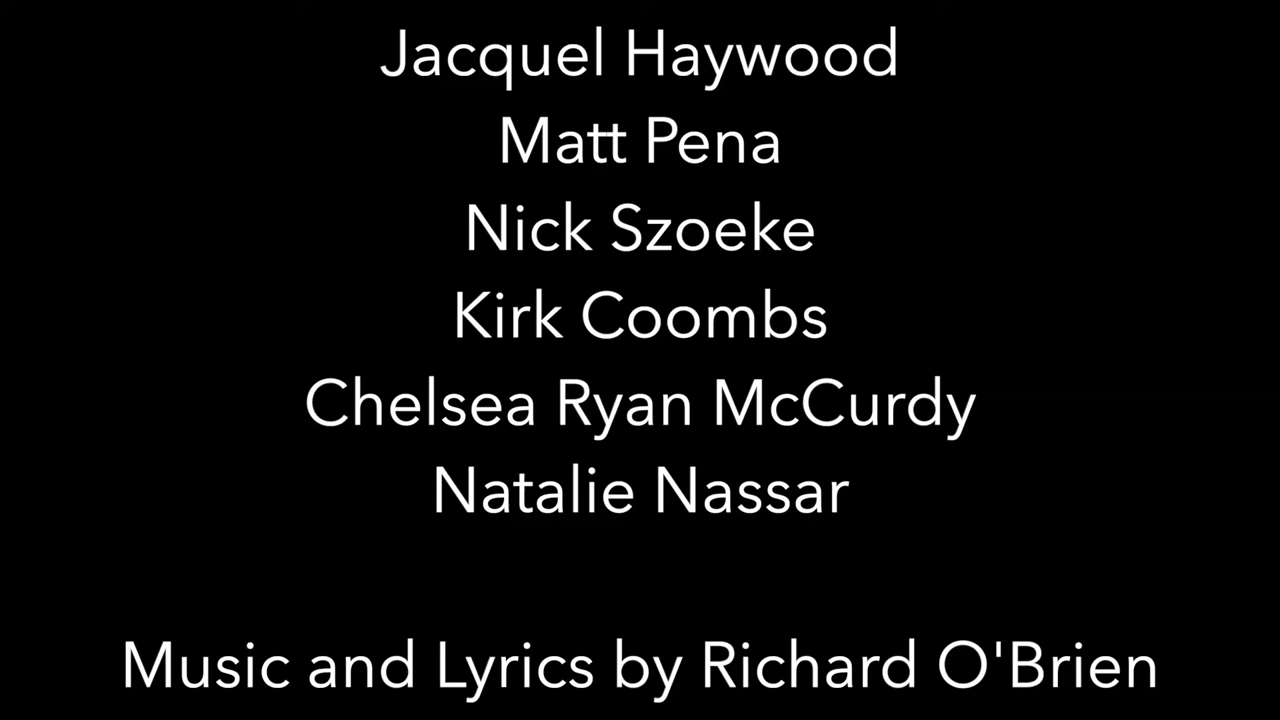 Jacquel Haywood
Matt Pena
Nick Szoeke
Kirk Coombs
Chelsea Ryan McCurdy
Natalie Nassar
Music and Lyrics by Richard O'Brien